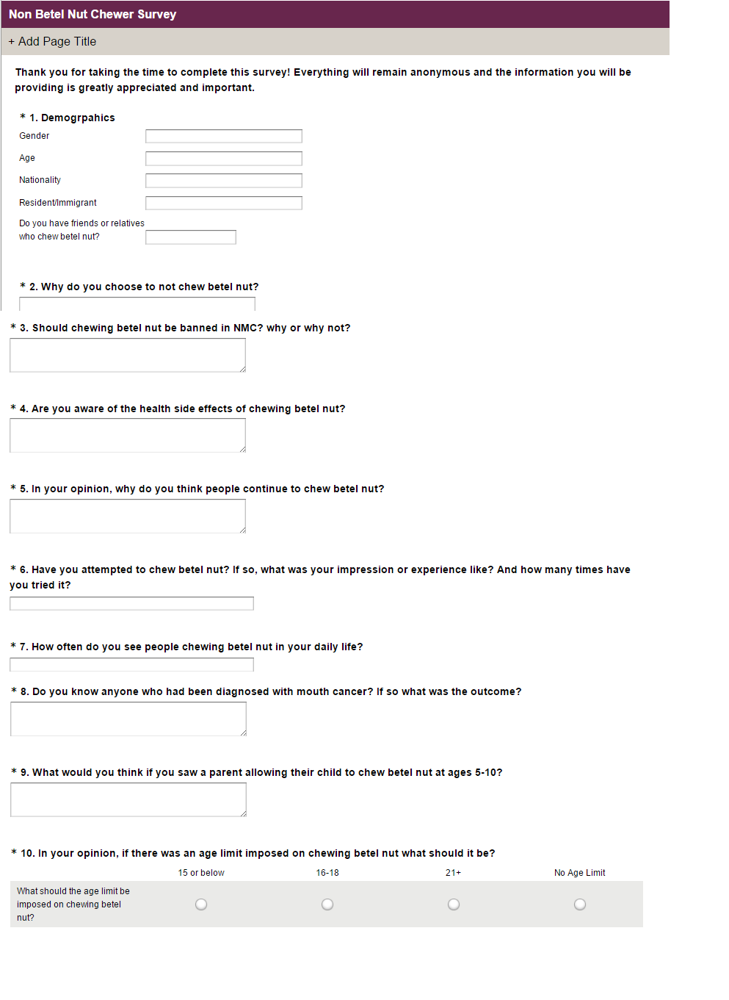 Non Betel Nut Chewer Survey
+ Add Page Title
Thank you for taking the time to complete this survey! Everything will remain anonymous and the information you will be
providing is greatly appreciated and important.
* 1. Demogrpahics
Gender
Age
Nationality
Resident/Immigrant
Do you have friends or relatives
who chew betel nut?
* 2. Why do you choose to not chew betel nut?
* 3. Should chewing betel nut be banned in NMC? why or why not?
* 4. Are you aware of the health side effects of chewing betel nut?
* 5. In your opinion, why do you think people continue to chew betel nut?
* 6. Have you attempted to chew betel nut? If so, what was your impression or experience like? And how many times have
you tried it?
* 7. How often do you see people chewing betel nut in your daily life?
* 8. Do you know anyone who had been diagnosed with mouth cancer? If so what was the outcome?
* 9. What would you think if you saw a parent allowing their child to chew betel nut at ages 5-10?
* 10. In your opinion, if there was an age limit imposed on chewing betel nut what should it be?
15 or below 16-18 21+ No Age Limit
What should the age limit be
imposed on chewing betel
nut?